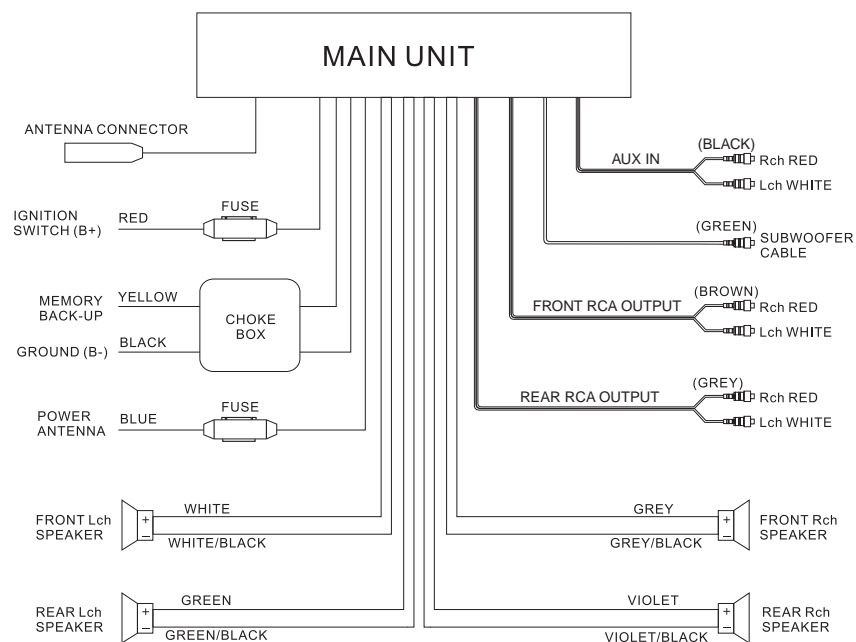 MAIN UNIT
ANTENNA CONNECTOR
IGNITION
SWITCH (B+)
RED
FUSE
MEMORY
BACK-UP
YELLOW
CHOKE
BOX
GROUND (B-)
BLACK
POWER
ANTENNA
BLUE
FUSE
FRONT Lch
SPEAKER
WHITE
WHITE/BLACK
+
–
REAR Lch
SPEAKER
GREEN
GREEN/BLACK
+
–
AUX IN
(BLACK)
Rch RED
Lch WHITE
(GREEN)
SUBWOOFER
CABLE
FRONT RCA OUTPUT
(BROWN)
Rch RED
Lch WHITE
REAR RCA OUTPUT
(GREY)
Rch RED
Lch WHITE
GREY
GREY/BLACK
+
–
FRONT Rch
SPEAKER
VIOLET
VIOLET/BLACK
+
–
REAR Rch
SPEAKER